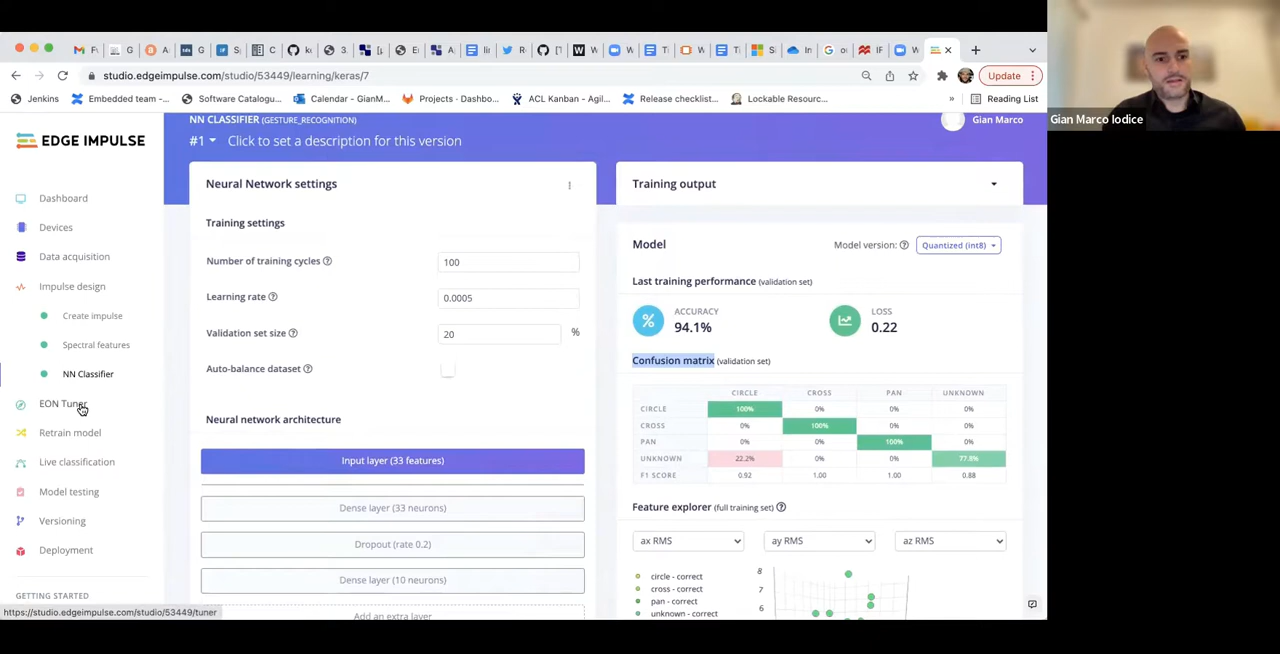 studio.edgeimpulse.com/studio/53449/learning/keras/7
Update
Jenkins
Embedded team -...
Software Catalogu...
Calendar - GianM...
Projects - Dashbo...
ACL Kanban - Agil...
Release checklist...
Lockable Resourc...
»
Reading List
EDGE IMPULSE
Dashboard
Devices
Data acquisition
Impulse design
Create impulse
Spectral features
NN Classifier
EON Tuner
Retrain model
Live classification
Model testing
Versioning
Deployment
GETTING STARTED
https://studio.edgeimpulse.com/studio/53449/tuner
NN CLASSIFIER (GESTURE_RECOGNITION)
#1 Click to set a description for this version
Gian Marco
Neural Network settings
Training settings
Number of training cycles ? 100
Learning rate ? 0.0005
Validation set size ? 20 %
Auto-balance dataset ?
Neural network architecture
Input layer (33 features)
Dense layer (33 neurons)
Dropout (rate 0.2)
Dense layer (10 neurons)
Add an extra layer
Training output
Model
Model version: ? Quantized (int8)
Last training performance (validation set)
% ACCURACY
94.1%
LOSS
0.22
Confusion matrix (validation set)
CIRCLE CROSS PAN UNKNOWN
CIRCLE 100% 0% 0% 0%
CROSS 0% 100% 0% 0%
PAN 0% 0% 100% 0%
UNKNOWN 22.2% 0% 0% 77.8%
F1 SCORE 0.92 1.00 1.00 0.88
Feature explorer (full training set) ?
ax RMS ay RMS az RMS
circle - correct
cross - correct
pan - correct
unknown - correct
8
7
6
Gian Marco Iodice